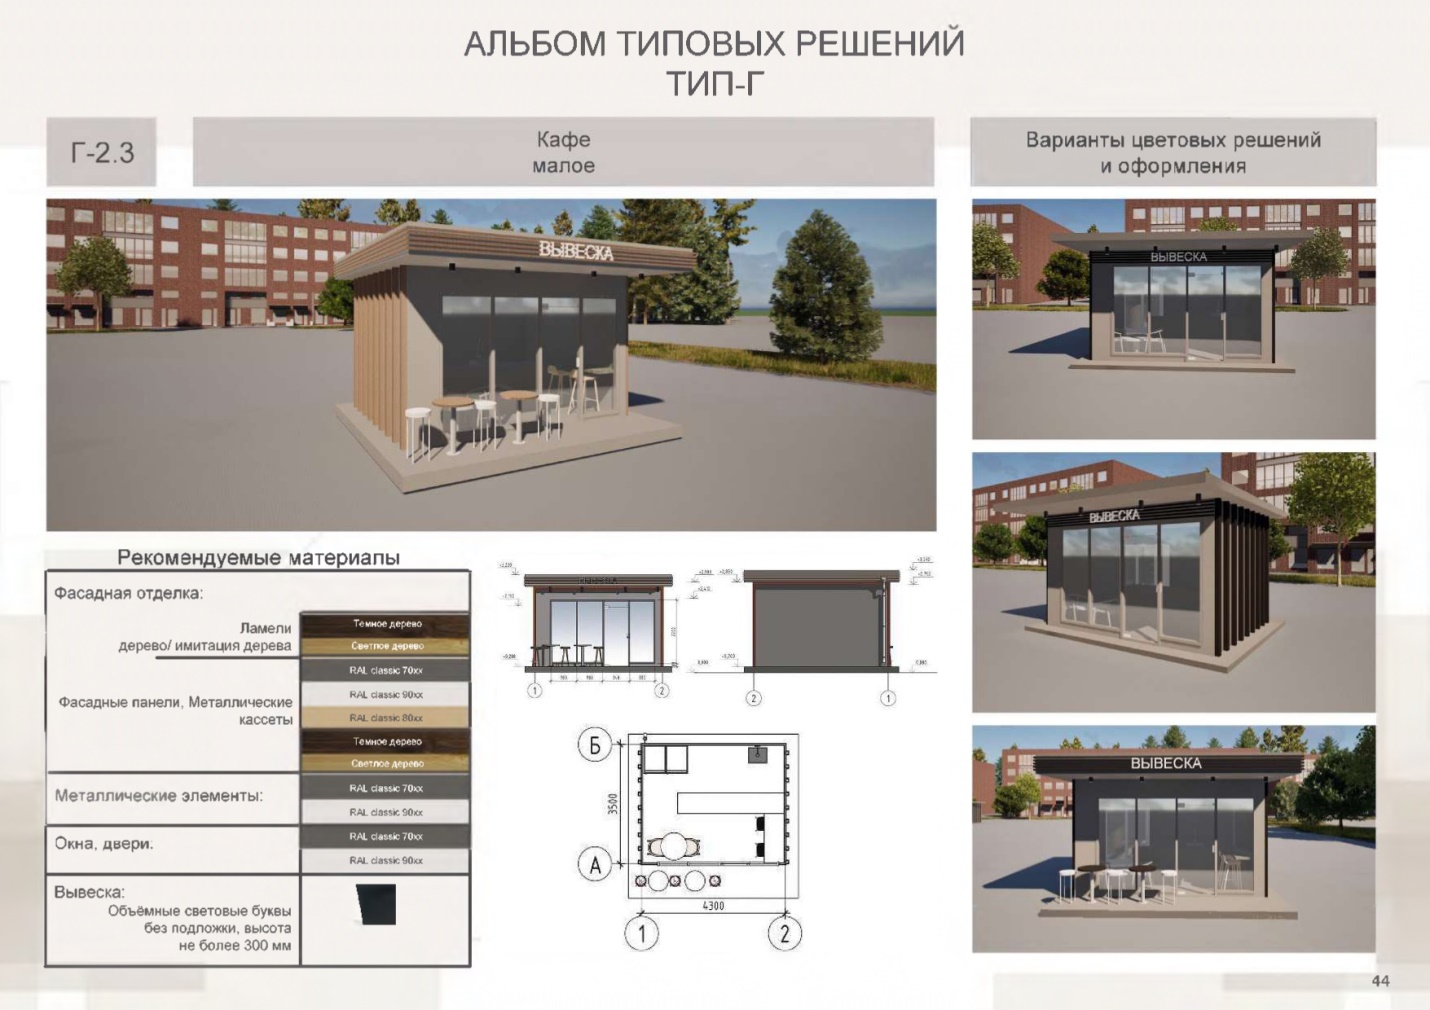 АЛЬБОМ ТИПОВЫХ РЕШЕНИЙ
ТИП-Г
Г-2.3
Кафе
малое
Варианты цветовых решений
и оформления
ВЫВЕСКА
ВЫВЕСКА
ВЫВЕСКА
ВЫВЕСКА
Рекомендуемые материалы
Фасадная отделка:
Ламели
дерево/ имитация дерева
Темное дерево
Светлое дерево
Фасадные панели, Металлические
кассеты
RAL classic 70xx
RAL classic 90xx
RAL classic 80xx
Темное дерево
Светлое дерево
Металлические элементы:
RAL classic 70xx
RAL classic 90xx
Окна, двери.
RAL classic 70xx
RAL classic 90xx
Вывеска:
Объёмные световые буквы
без подложки, высота
не более 300 мм
ВЫВЕСКА
1
2
2
1
Б
А
3500
4300
1
2
44